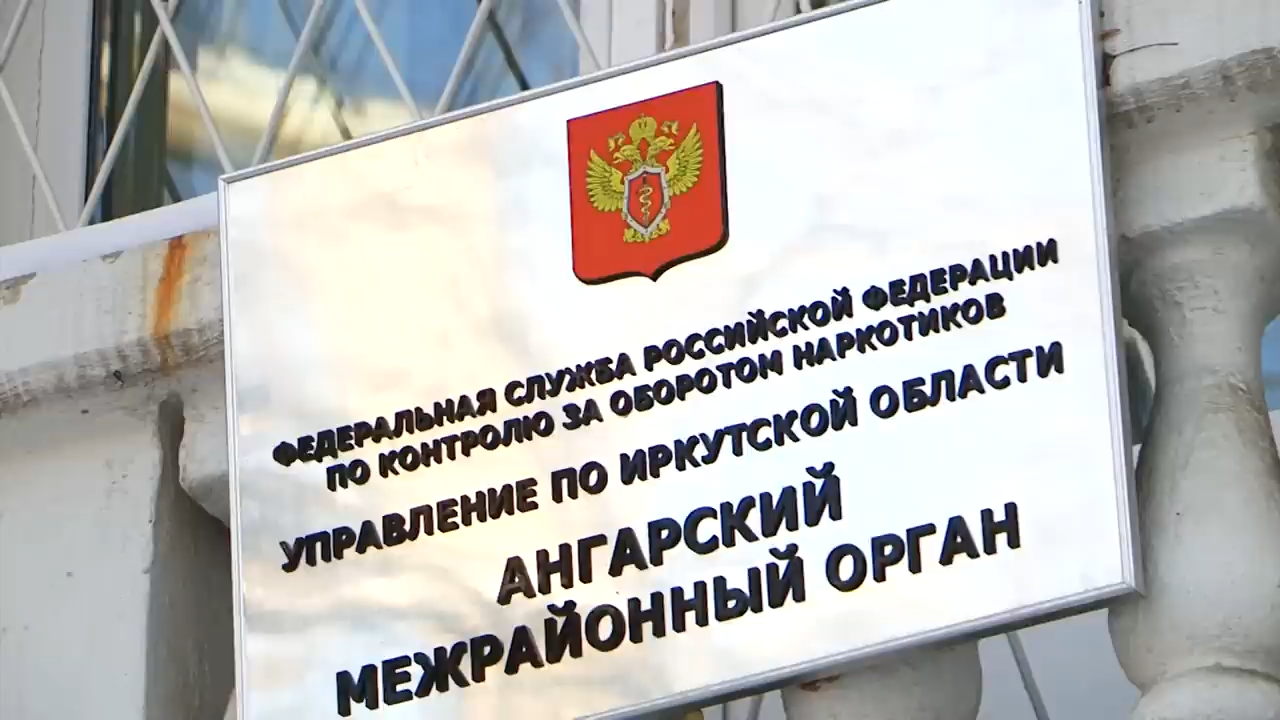 ФЕДЕРАЛЬНАЯ СЛУЖБА РОССИЙСКОЙ ФЕДЕРАЦИИ
ПО КОНТРОЛЮ ЗА ОБОРОТОМ НАРКОТИКОВ
УПРАВЛЕНИЕ ПО ИРКУТСКОЙ ОБЛАСТИ
АНГАРСКИЙ
МЕЖРАЙОННЫЙ ОРГАН